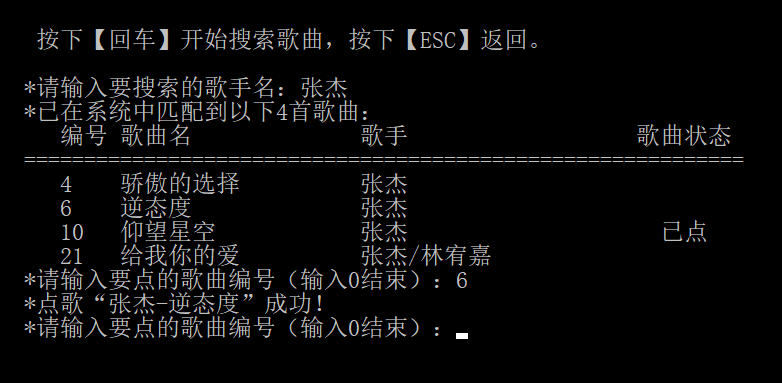 按下【回车】开始搜索歌曲，按下【ESC】返回。
*请输入要搜索的歌手名：张杰
*已在系统中匹配到以下4首歌曲：
编号 歌曲名 歌手 歌曲状态
============================================================
4 骄傲的选择 张杰
6 逆态度 张杰
10 仰望星空 张杰 已点
21 给我你的爱 张杰/林宥嘉
*请输入要点的歌曲编号（输入0结束）：6
*点歌“张杰-逆态度”成功！
*请输入要点的歌曲编号（输入0结束）：